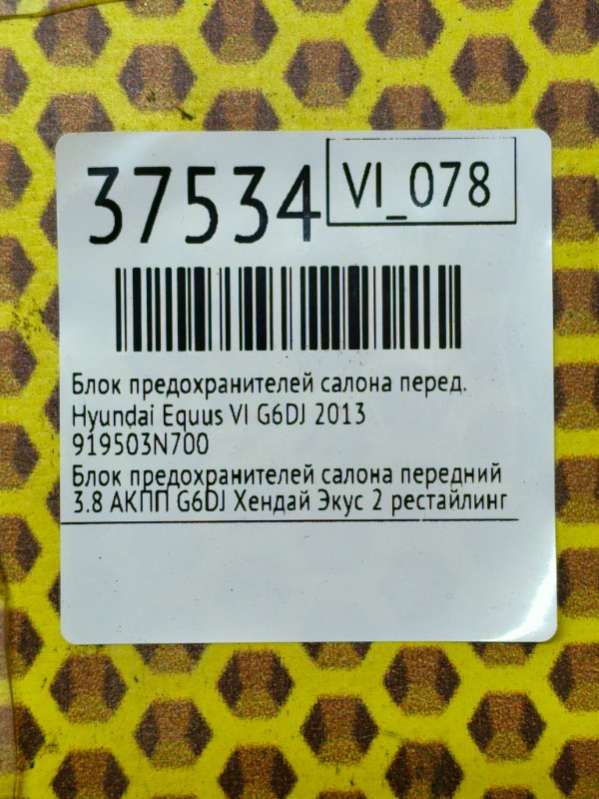 37534
VI_078
Блок предохранителей салона перед.
Hyundai Equus VI G6DJ 2013
919503N700
Блок предохранителей салона передний
3.8 АКПП G6DJ Хендай Экус 2 рестайлинг